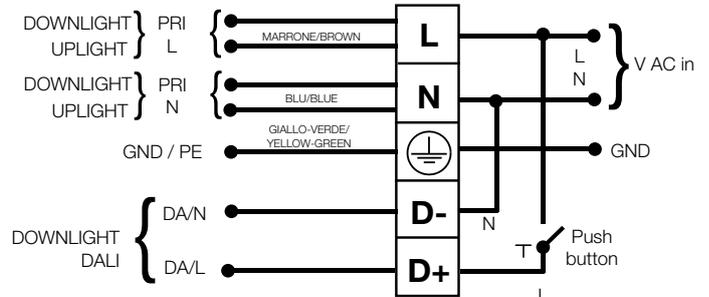 DOWNLIGHT PRI
UPLIGHT L
MARRONE/BROWN
L
L
N
V AC in
DOWNLIGHT PRI
UPLIGHT N
BLU/BLUE
N
GND / PE
GIALLO-VERDE/
YELLOW-GREEN
GND
DOWNLIGHT
DALI
DA/N
D-
N
DA/L
D+
Push
button